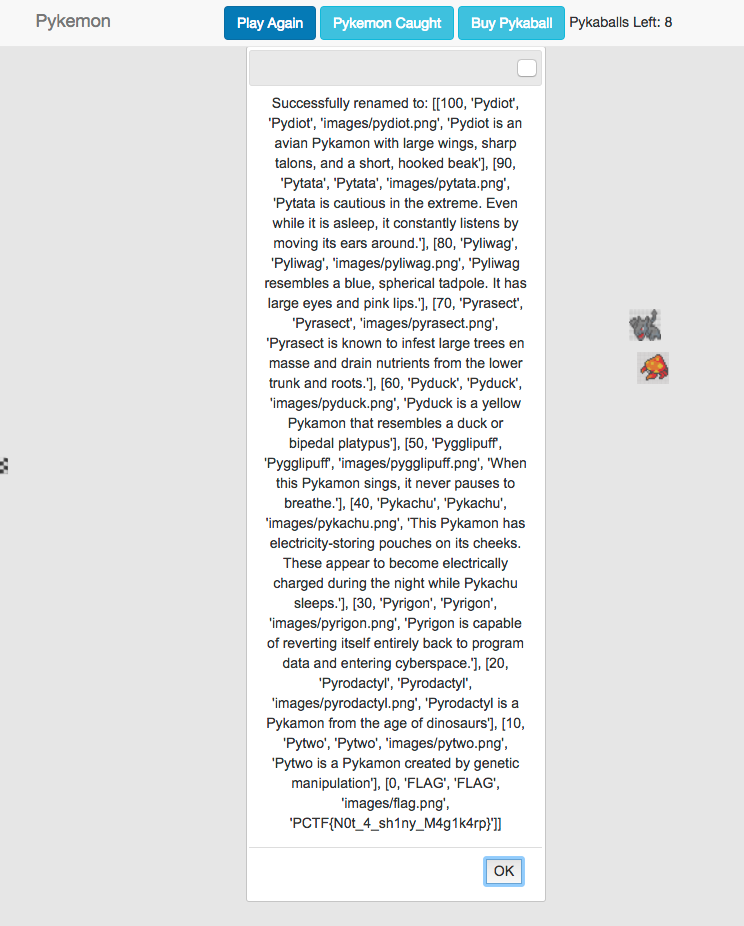 Pykemon
Play Again
Pykemon Caught
Buy Pykaball
Pykaballs Left: 8
Successfully renamed to: [[100, 'Pydiot',
'Pydiot', 'images/pydiot.png', 'Pydiot is an
avian Pykamon with large wings, sharp
talons, and a short, hooked beak'], [90,
'Pytata', 'Pytata', 'images/pytata.png',
'Pytata is cautious in the extreme. Even
while it is asleep, it constantly listens by
moving its ears around.'], [80, 'Pyliwag',
'Pyliwag', 'images/pyliwag.png', 'Pyliwag
resembles a blue, spherical tadpole. It has
large eyes and pink lips.'], [70, 'Pyrasect',
'Pyrasect', 'images/pyrasect.png',
'Pyrasect is known to infest large trees en
masse and drain nutrients from the lower
trunk and roots.'], [60, 'Pyduck', 'Pyduck',
'images/pyduck.png', 'Pyduck is a yellow
Pykamon that resembles a duck or
bipedal platypus'], [50, 'Pygglipuff',
'Pygglipuff', 'images/pygglipuff.png', 'When
this Pykamon sings, it never pauses to
breathe.'], [40, 'Pykachu', 'Pykachu',
'images/pykachu.png', 'This Pykamon has
electricity-storing pouches on its cheeks.
These appear to become electrically
charged during the night while Pykachu
sleeps.'], [30, 'Pyrigon', 'Pyrigon',
'images/pyrigon.png', 'Pyrigon is capable
of reverting itself entirely back to program
data and entering cyberspace.'], [20,
'Pyrodactyl', 'Pyrodactyl',
'images/pyrodactyl.png', 'Pyrodactyl is a
Pykamon from the age of dinosaurs'], [10,
'Pytwo', 'Pytwo', 'images/pytwo.png',
'Pytwo is a Pykamon created by genetic
manipulation'], [0, 'FLAG', 'FLAG',
'images/flag.png',
'PCTF{N0t_4_sh1ny_M4g1k4rp}']]
OK